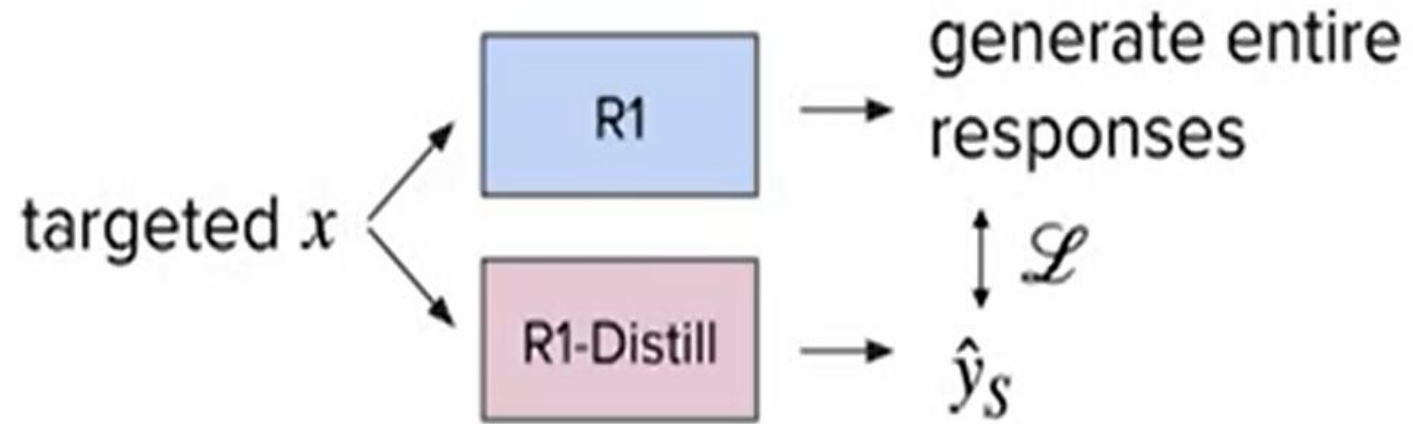 generate entire
responses
R1
targeted x
ℒ
R1-Distill
ŷS